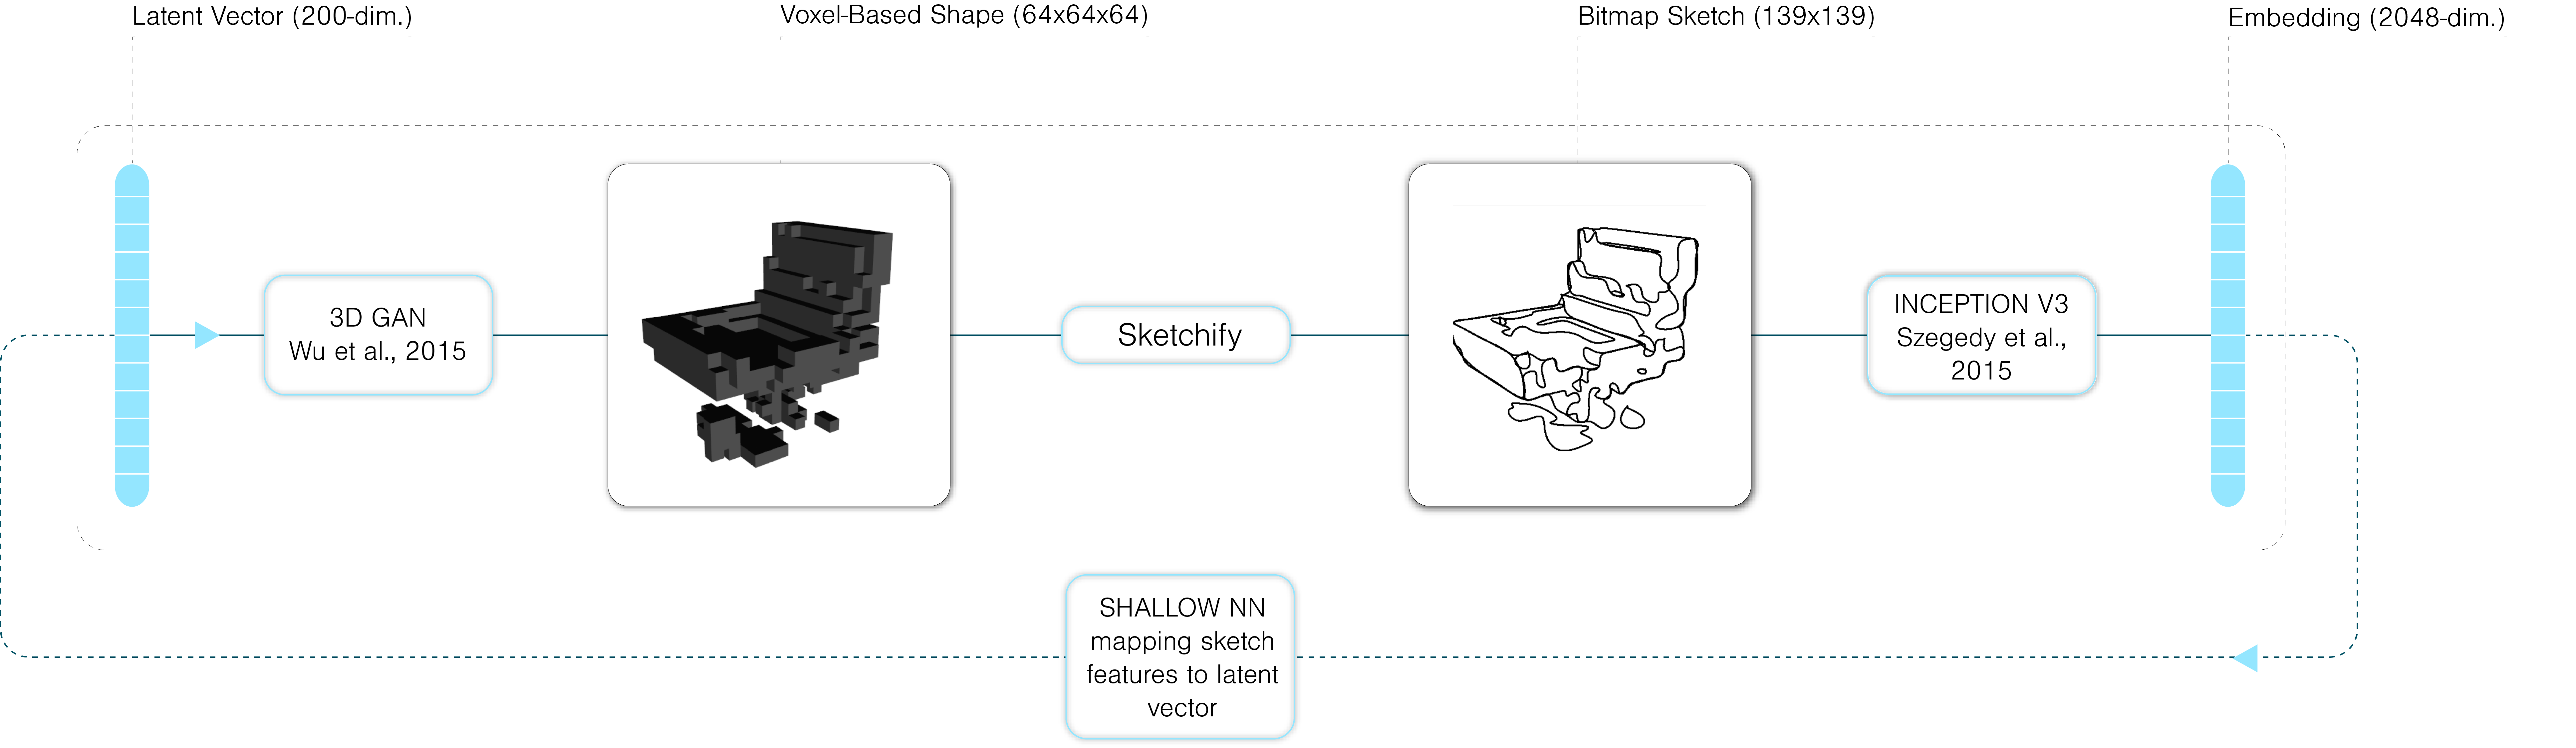 Latent Vector (200-dim.)
Voxel-Based Shape (64x64x64)
Bitmap Sketch (139x139)
Embedding (2048-dim.)
3D GAN
Wu et al., 2015
Sketchify
INCEPTION V3
Szegedy et al.,
2015
SHALLOW NN
mapping sketch
features to latent
vector